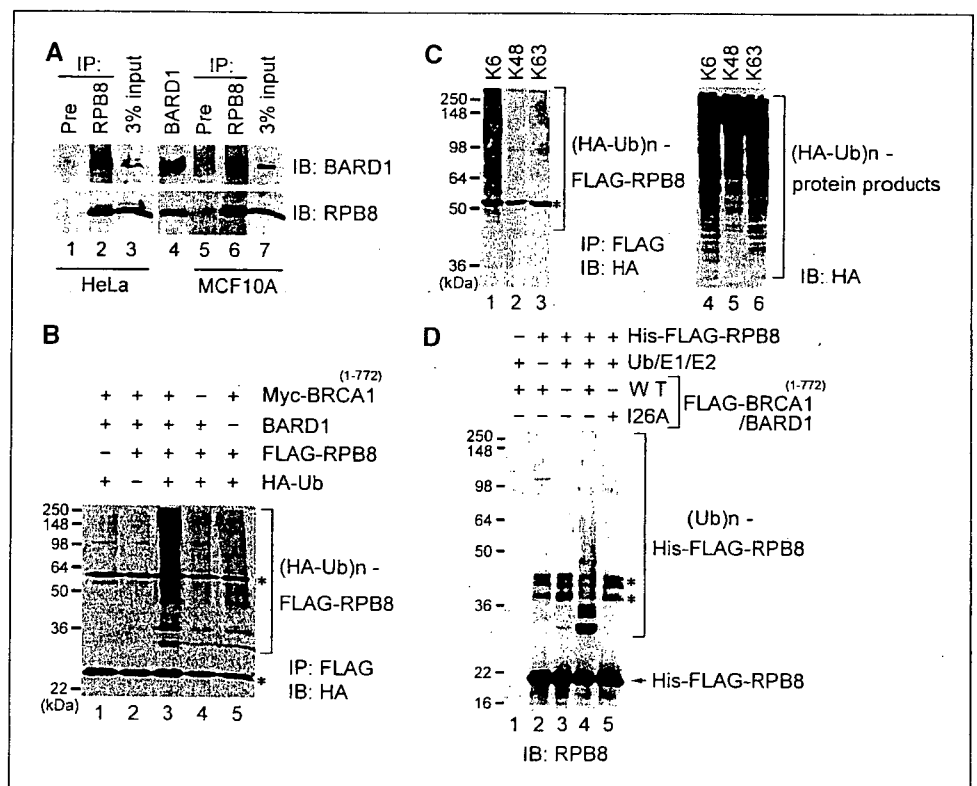 A
IP: IP:
Pre RPB8 3% input BARD1 Pre RPB8 3% input
IB: BARD1
IB: RPB8
1 2 3 4 5 6 7
HeLa MCF10A
B
+ + + − + Myc-BRCA1 (1-772)
+ + + + − BARD1
− + + + + FLAG-RPB8
+ − + + + HA-Ub
250
148
98
64
50
36
22
(kDa)
(HA-Ub)n -
FLAG-RPB8
*
*
IP: FLAG
IB: HA
1 2 3 4 5
C
K6 K48 K63
250
148
98
64
50
36
(kDa)
(HA-Ub)n -
FLAG-RPB8
*
IP: FLAG
IB: HA
1 2 3
K6 K48 K63
(HA-Ub)n -
protein products
IB: HA
4 5 6
D
− + + + + His-FLAG-RPB8
+ − + + + Ub/E1/E2
+ + − + − WT
− − − − + I26A
FLAG-BRCA1 (1-772)
/BARD1
250
148
98
64
50
36
22
16
(Ub)n -
His-FLAG-RPB8
*
*
His-FLAG-RPB8
1 2 3 4 5
IB: RPB8